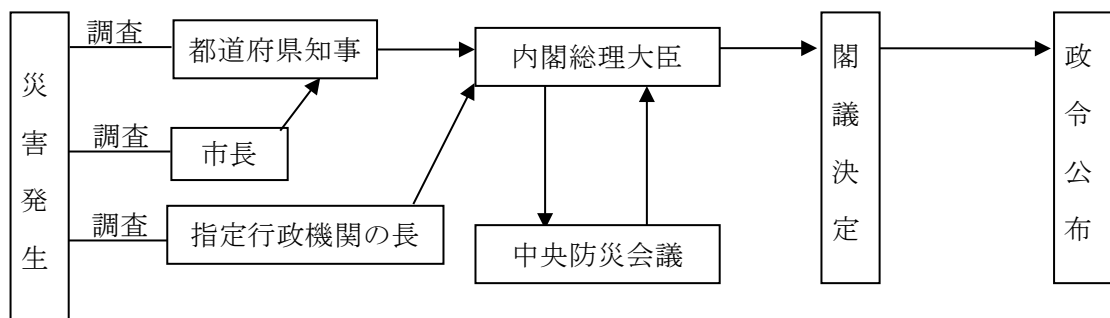 災害発生
調査
都道府県知事
調査
市長
調査
指定行政機関の長
内閣総理大臣
中央防災会議
閣議決定
政令公布